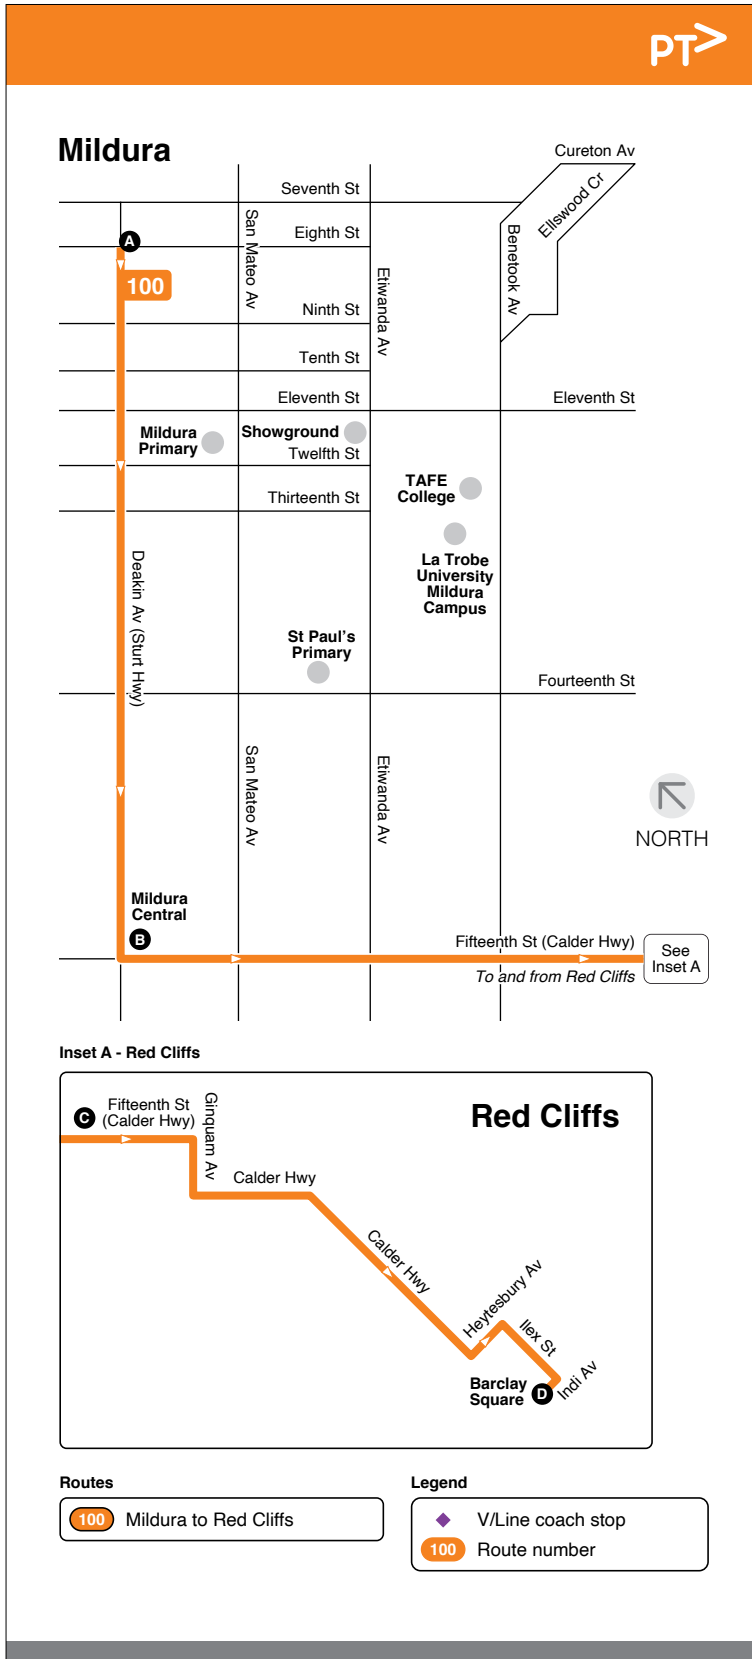 PT>
Mildura
Cureton Av
Ellswood Cr
Seventh St
San Mateo Av
Eighth St
Benetook Av
A
Etiwanda Av
100
Ninth St
Tenth St
Eleventh St
Eleventh St
Mildura
Primary
Showground
Twelfth St
TAFE
College
Thirteenth St
Deakin Av (Sturt Hwy)
La Trobe
University
Mildura
Campus
St Paul's
Primary
Fourteenth St
San Mateo Av
Etiwanda Av
NORTH
Mildura
Central
B
Fifteenth St (Calder Hwy)
To and from Red Cliffs
See
Inset A
Inset A - Red Cliffs
Red Cliffs
C
Fifteenth St
(Calder Hwy)
Ginquam Av
Calder Hwy
Calder Hwy
Heytesbury Av
Ilex St
Indi Av
Barclay
Square
D
Routes
100 Mildura to Red Cliffs
Legend
V/Line coach stop
100 Route number